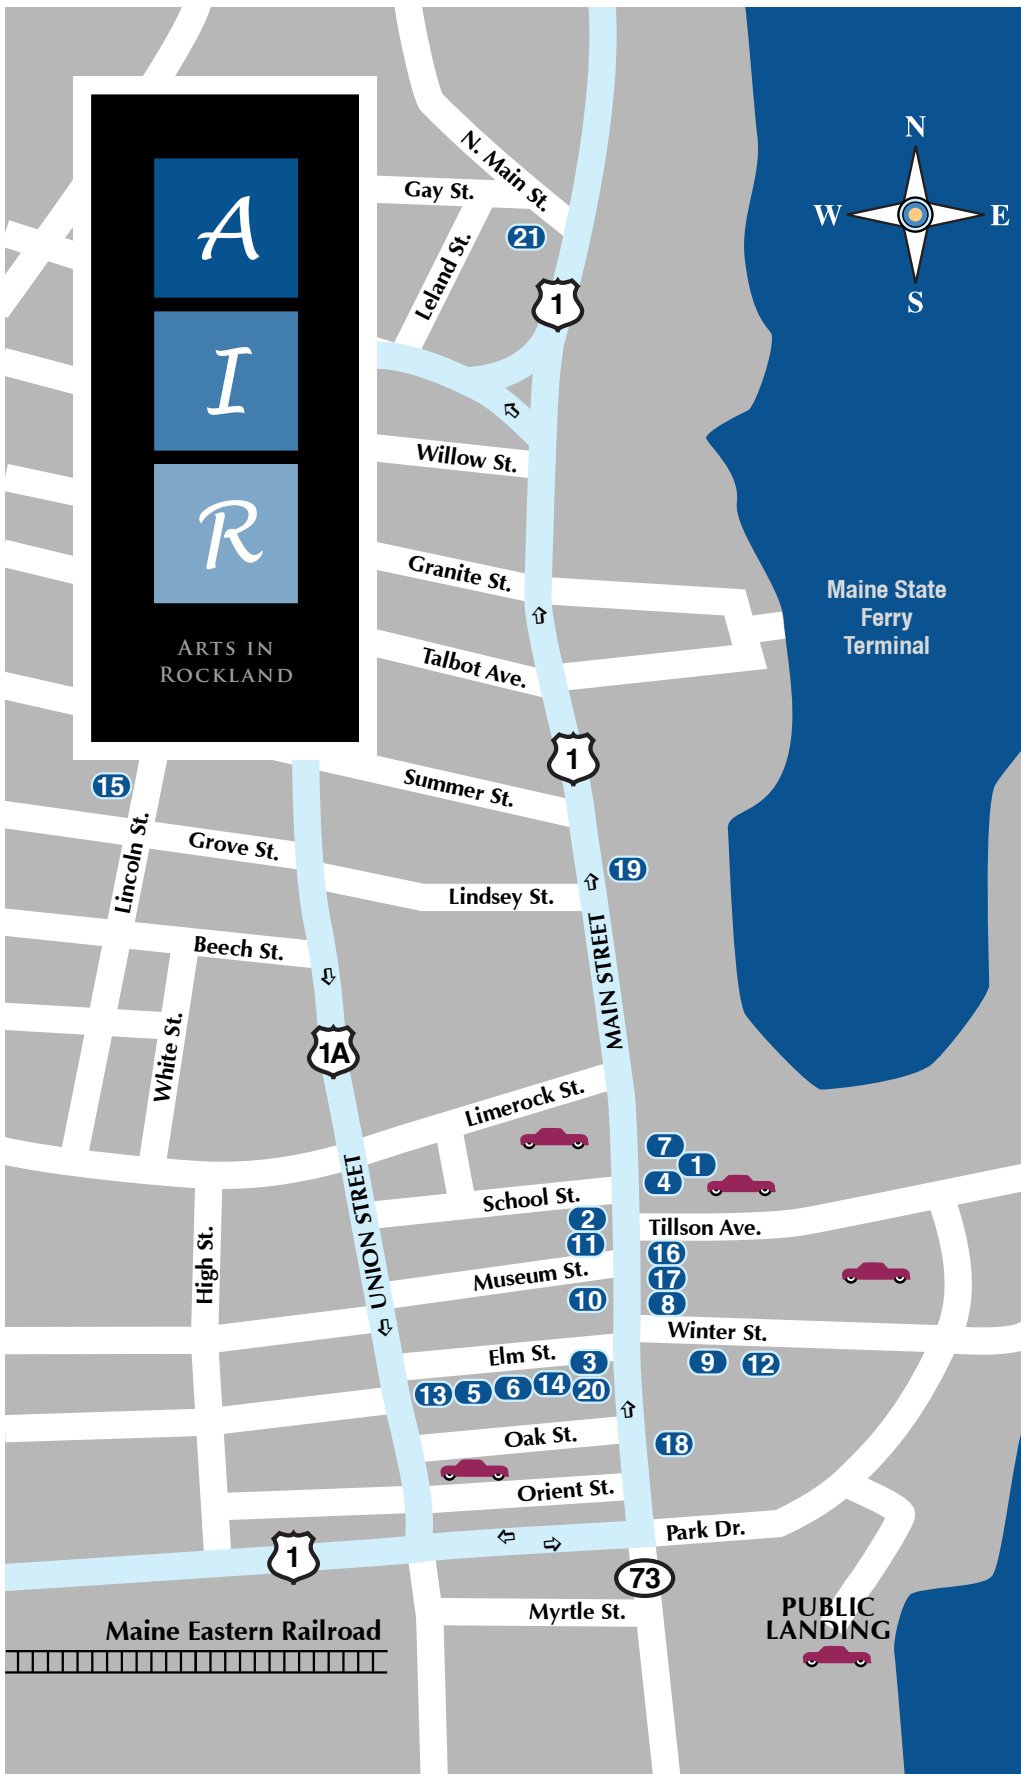 N
W
E
S
N. Main St.
Gay St.
Leland St.
21
1
A
I
R
ARTS IN
ROCKLAND
Willow St.
Granite St.
Talbot Ave.
Maine State
Ferry
Terminal
1
Summer St.
15
Lincoln St.
Grove St.
19
Lindsey St.
MAIN STREET
Beech St.
White St.
1A
Limerock St.
7
1
4
UNION STREET
School St.
High St.
2
11
Tillson Ave.
16
17
8
Museum St.
10
Winter St.
Elm St.
3
9
12
13
5
6
14
20
Oak St.
18
Orient St.
Park Dr.
1
73
Myrtle St.
PUBLIC
LANDING
Maine Eastern Railroad